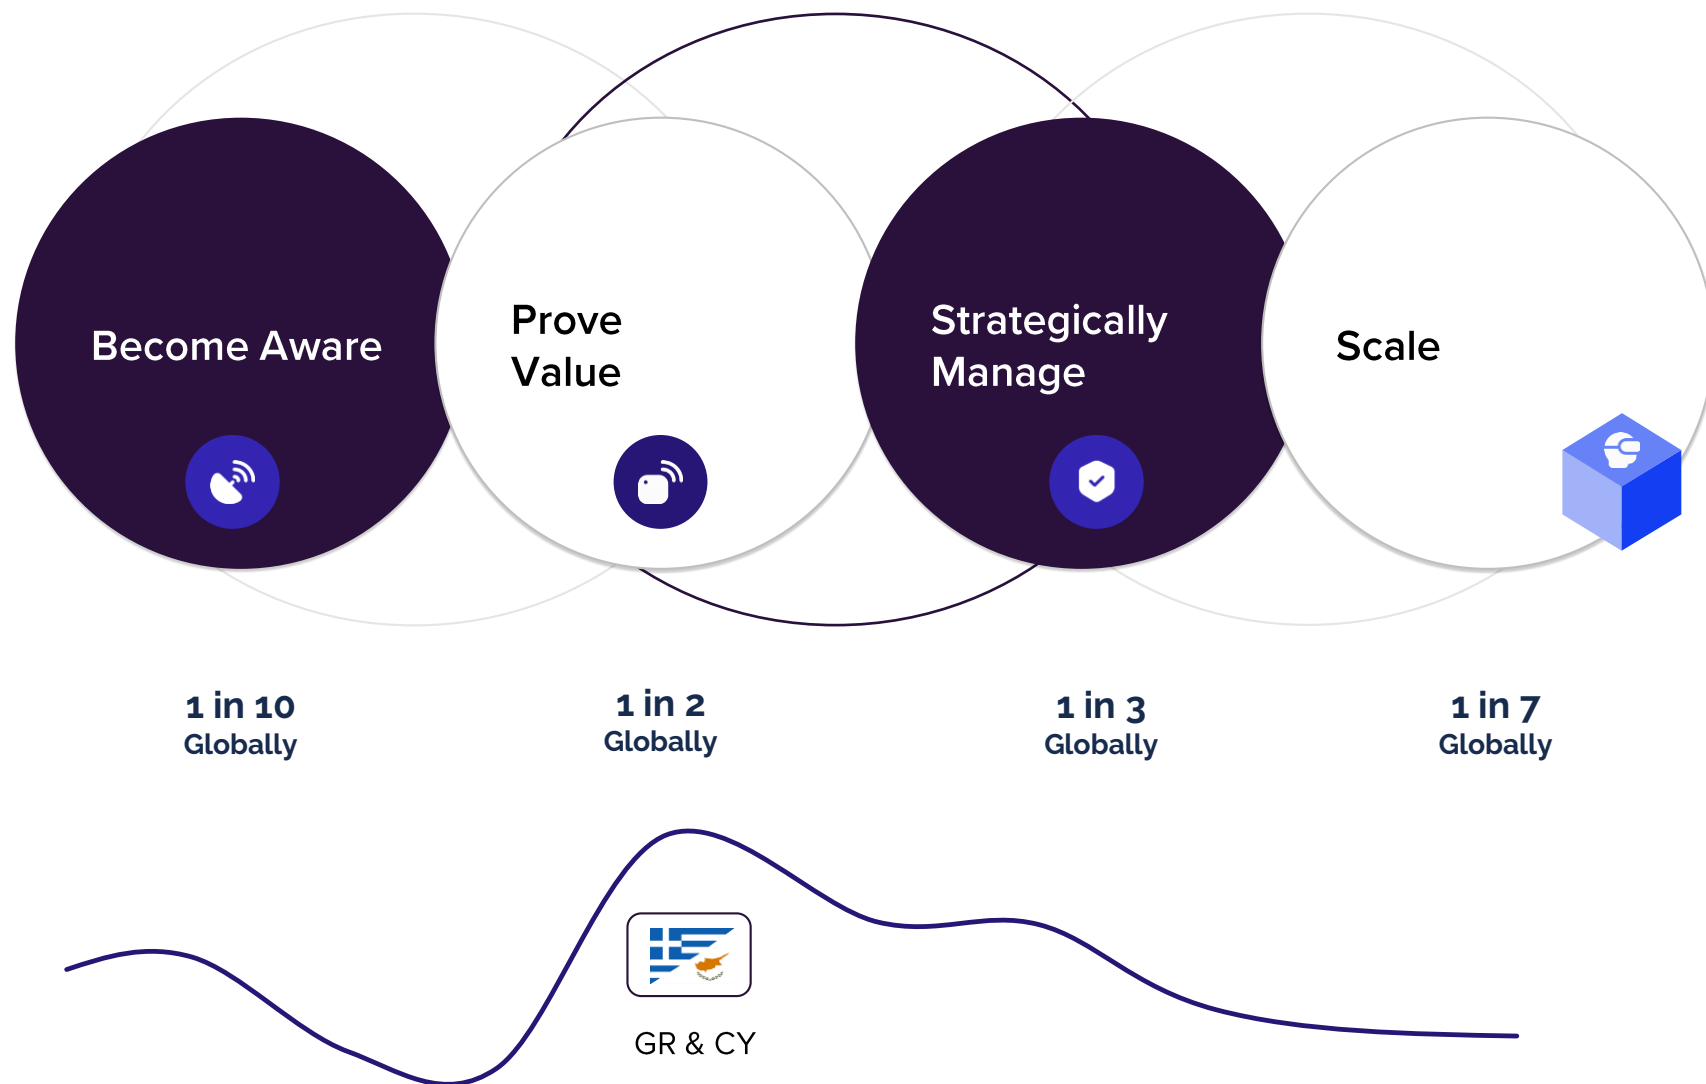 Become Aware
Prove
Value
Strategically
Manage
Scale
1 in 10
Globally
1 in 2
Globally
1 in 3
Globally
1 in 7
Globally
GR & CY